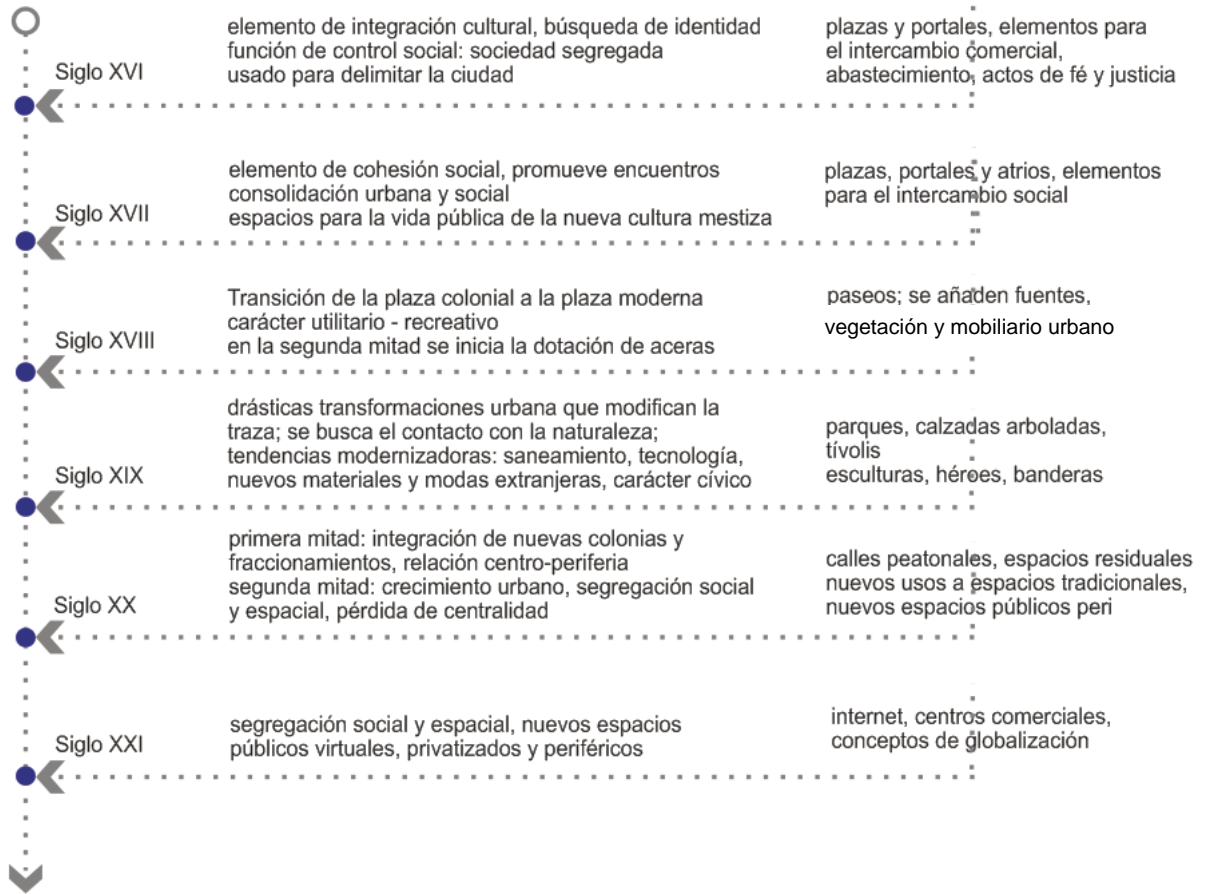 elemento de integración cultural, búsqueda de identidad
función de control social: sociedad segregada
usado para delimitar la ciudad
Siglo XVI
plazas y portales, elementos para
el intercambio comercial,
abastecimiento, actos de fé y justicia
elemento de cohesión social, promueve encuentros
consolidación urbana y social
espacios para la vida pública de la nueva cultura mestiza
Siglo XVII
plazas, portales y atrios, elementos
para el intercambio social
Transición de la plaza colonial a la plaza moderna
carácter utilitario - recreativo
en la segunda mitad se inicia la dotación de aceras
Siglo XVIII
paseos; se añaden fuentes,
vegetación y mobiliario urbano
drásticas transformaciones urbana que modifican la
traza; se busca el contacto con la naturaleza;
tendencias modernizadoras: saneamiento, tecnología,
nuevos materiales y modas extranjeras, carácter cívico
Siglo XIX
parques, calzadas arboladas,
tívolis
esculturas, héroes, banderas
primera mitad: integración de nuevas colonias y
fraccionamientos, relación centro-periferia
segunda mitad: crecimiento urbano, segregación social
y espacial, pérdida de centralidad
Siglo XX
calles peatonales, espacios residuales
nuevos usos a espacios tradicionales,
nuevos espacios públicos peri
segregación social y espacial, nuevos espacios
públicos virtuales, privatizados y periféricos
Siglo XXI
internet, centros comerciales,
conceptos de globalización